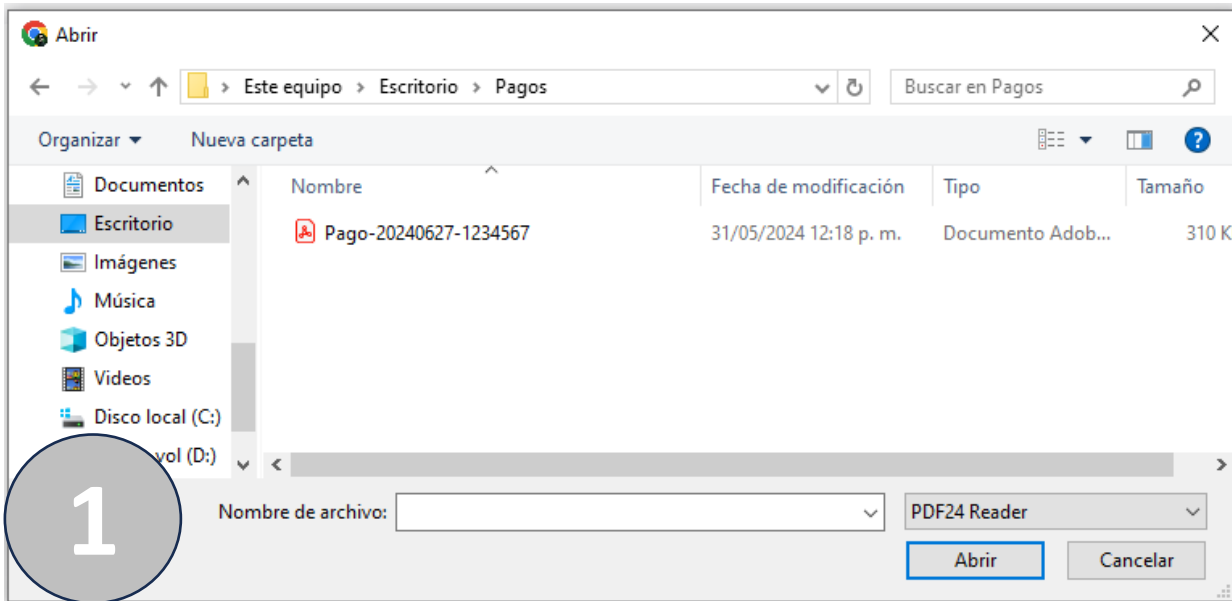 Abrir
Este equipo > Escritorio > Pagos
Buscar en Pagos
Organizar
Nueva carpeta
Nombre
Fecha de modificación
Tipo
Tamaño
Pago-20240627-1234567
31/05/2024 12:18 p. m.
Documento Adob...
310 K
Documentos
Escritorio
Imágenes
Música
Objetos 3D
Videos
Disco local (C:)
vol (D:)
1
Nombre de archivo:
PDF24 Reader
Abrir
Cancelar